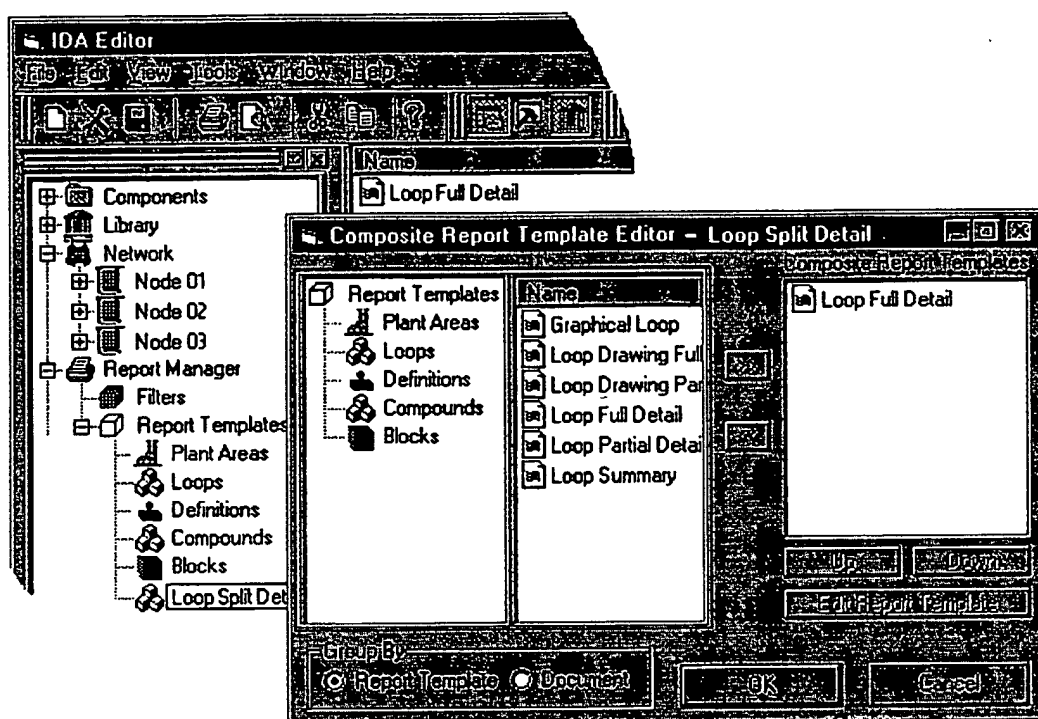 IDA Editor
File Edit View Tools Window Help
Name
Loop Full Detail
Components
Library
Network
Node 01
Node 02
Node 03
Report Manager
Filters
Report Templates
Plant Areas
Loops
Definitions
Compounds
Blocks
Loop Split Det
Composite Report Template Editor - Loop Split Detail
Report Templates
Plant Areas
Loops
Definitions
Compounds
Blocks
Name
Graphical Loop
Loop Drawing Full
Loop Drawing Par
Loop Full Detail
Loop Partial Detai
Loop Summary
Composite Report Templates
Loop Full Detail
Up Down
Edit Report Template
Group By
Report Template Document
OK Cancel